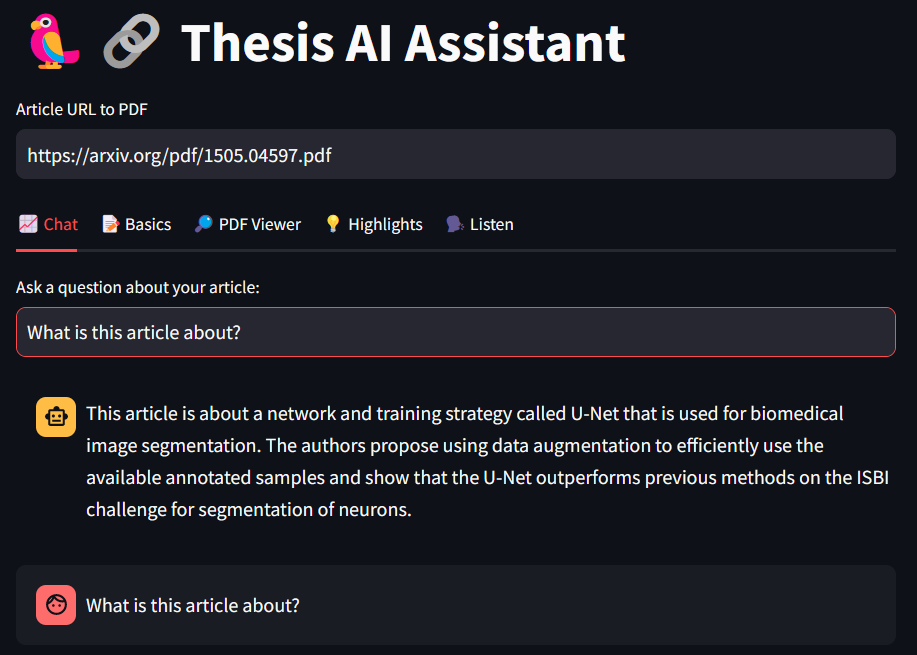 Thesis AI Assistant
Article URL to PDF
https://arxiv.org/pdf/1505.04597.pdf
Chat Basics PDF Viewer Highlights Listen
Ask a question about your article:
What is this article about?
This article is about a network and training strategy called U-Net that is used for biomedical
image segmentation. The authors propose using data augmentation to efficiently use the
available annotated samples and show that the U-Net outperforms previous methods on the ISBI
challenge for segmentation of neurons.
What is this article about?